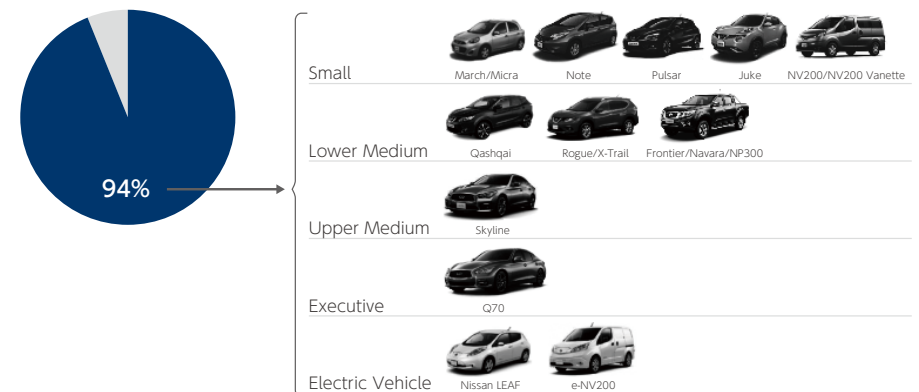 94%
Small
March/Micra
Note
Pulsar
Juke
NV200/NV200 Vanette
Lower Medium
Qashqai
Rogue/X-Trail
Frontier/Navara/NP300
Upper Medium
Skyline
Executive
Q70
Electric Vehicle
Nissan LEAF
e-NV200